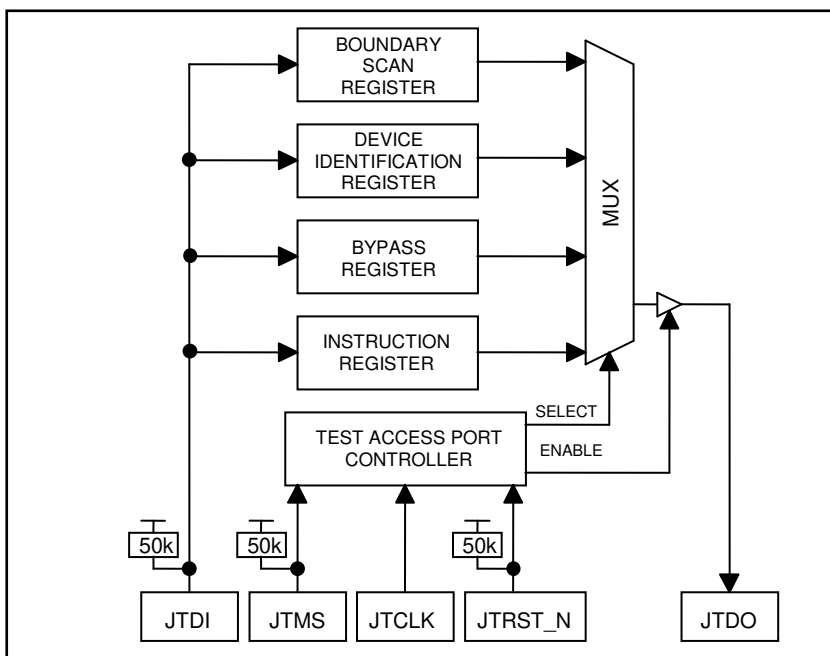 BOUNDARY
SCAN
REGISTER
DEVICE
IDENTIFICATION
REGISTER
BYPASS
REGISTER
INSTRUCTION
REGISTER
MUX
TEST ACCESS PORT
CONTROLLER
SELECT
ENABLE
50k
50k
50k
JTDI
JTMS
JTCLK
JTRST_N
JTDO